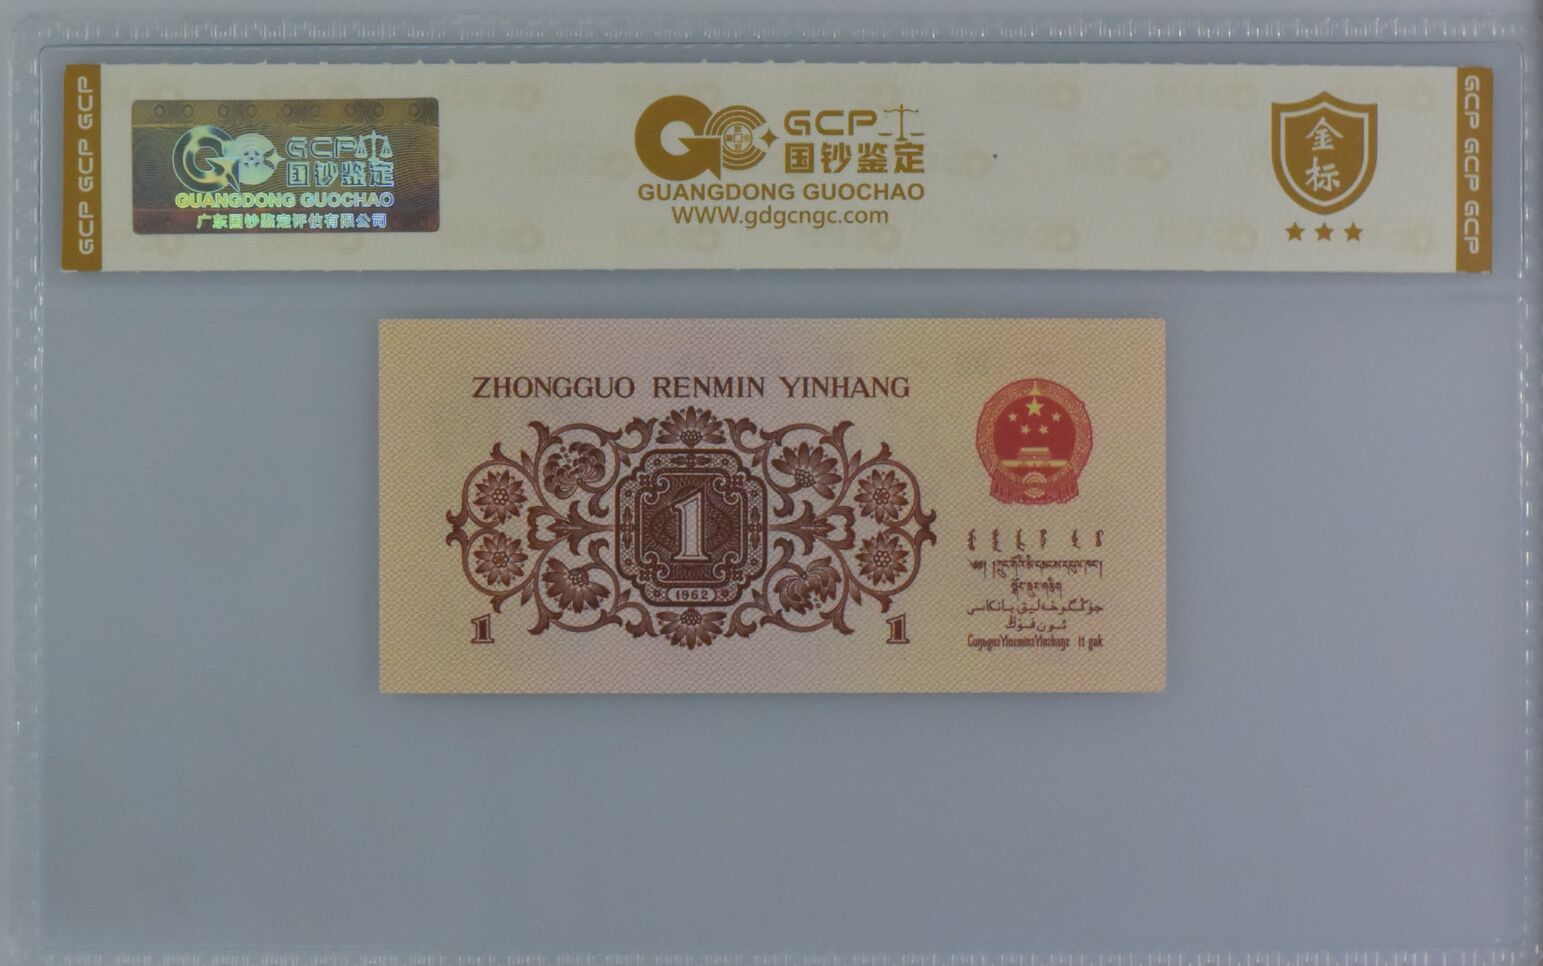 GCP GCP GCP
GCP
国钞鉴定
GUANGDONG GUOCHAO
广东国钞鉴定评估有限公司
GCP
国钞鉴定
GUANGDONG GUOCHAO
WWW.gdgcngc.com
金
标
GCP GCP GCP
ZHONGGUO RENMIN YINHANG
1
1962
1
1